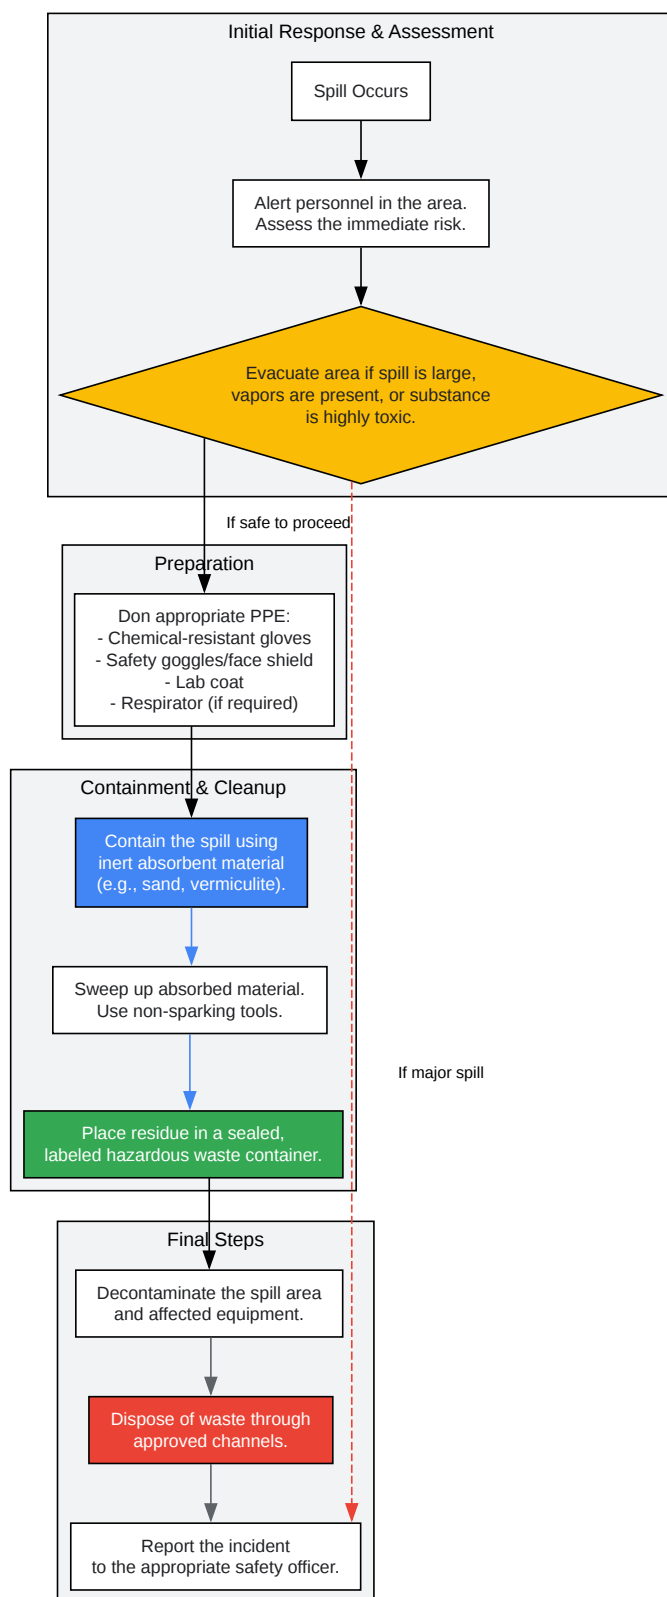 Initial Response & Assessment
Spill Occurs
Alert personnel in the area.
Assess the immediate risk.
Evacuate area if spill is large,
vapors are present, or substance
is highly toxic.
If safe to proceed
Preparation
Don appropriate PPE:
- Chemical-resistant gloves
- Safety goggles/face shield
- Lab coat
- Respirator (if required)
Containment & Cleanup
Contain the spill using
inert absorbent material
(e.g., sand, vermiculite).
Sweep up absorbed material.
Use non-sparking tools.
If major spill
Place residue in a sealed,
labeled hazardous waste container.
Final Steps
Decontaminate the spill area
and affected equipment.
Dispose of waste through
approved channels.
Report the incident
to the appropriate safety officer.